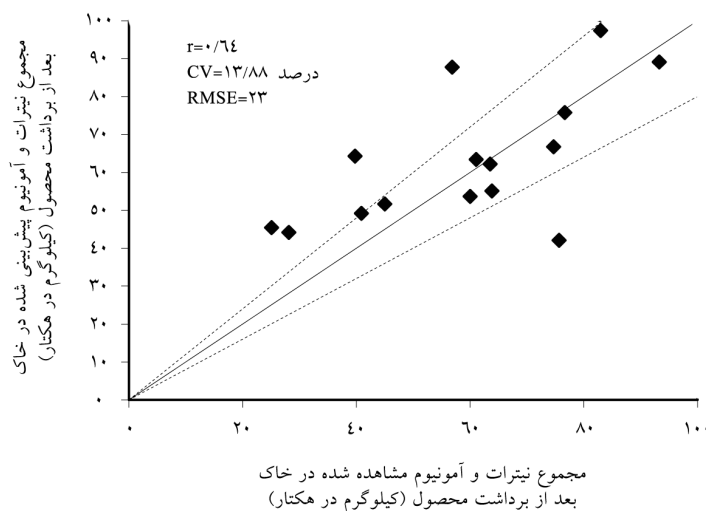 r=۰/٦٤
CV=۱۳/۸۸ درصد
RMSE=۲۳
مجموع نیترات و آمونیوم پیش‌بینی شده در خاک
بعد از برداشت محصول (کیلوگرم در هکتار)
۱۰۰
۹۰
۸۰
۷۰
٦۰
۵۰
٤۰
۳۰
۲۰
۱۰
۰
۰ ۲۰ ٤۰ ٦۰ ۸۰ ۱۰۰
مجموع نیترات و آمونیوم مشاهده شده در خاک
بعد از برداشت محصول (کیلوگرم در هکتار)